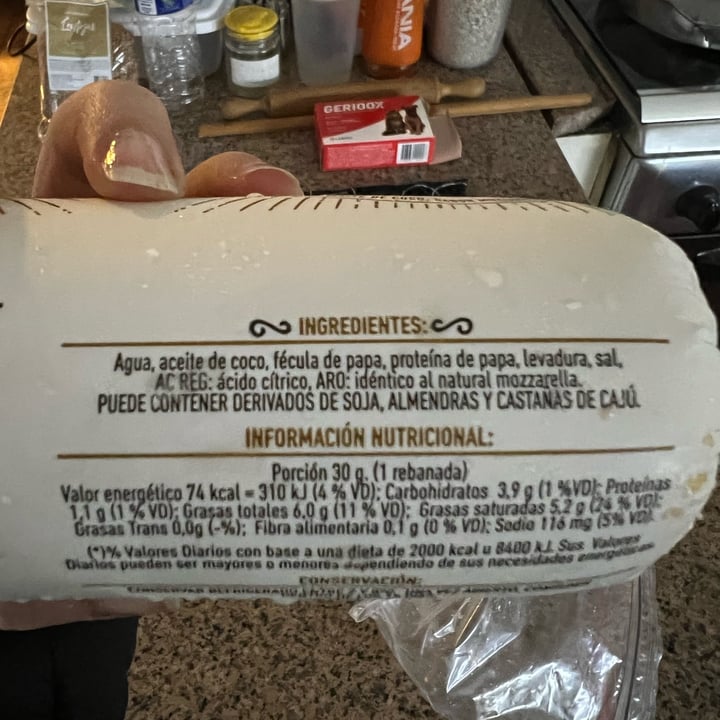 GERIOOX
ANIA
DE COCO,
INGREDIENTES:
Agua, aceite de coco, fécula de papa, proteína de papa, levadura, sal,
AC REG: ácido cítrico, ARO: idéntico al natural mozzarella.
PUEDE CONTENER DERIVADOS DE SOJA, ALMENDRAS Y CASTAÑAS DE CAJÚ.
INFORMACIÓN NUTRICIONAL:
Porción 30 g. (1 rebanada)
Valor energético 74 kcal = 310 kJ (4 % VD); Carbohidratos 3,9 g (1 %VD); Proteínas
1,1 g (1 % VD); Grasas totales 6,0 g (11 % VD); Grasas saturadas 5,2 g (24 % VD);
Grasas Trans 0,0g (-%); Fibra alimentaria 0,1 g (0 % VD); Sodio 116 mg (5% VD).
(*)% Valores Diarios con base a una dieta de 2000 kcal u 8400 kJ. Sus Valores
Diarios pueden ser mayores o menores dependiendo de sus necesidades energéticas.
CONSERVACIÓN: